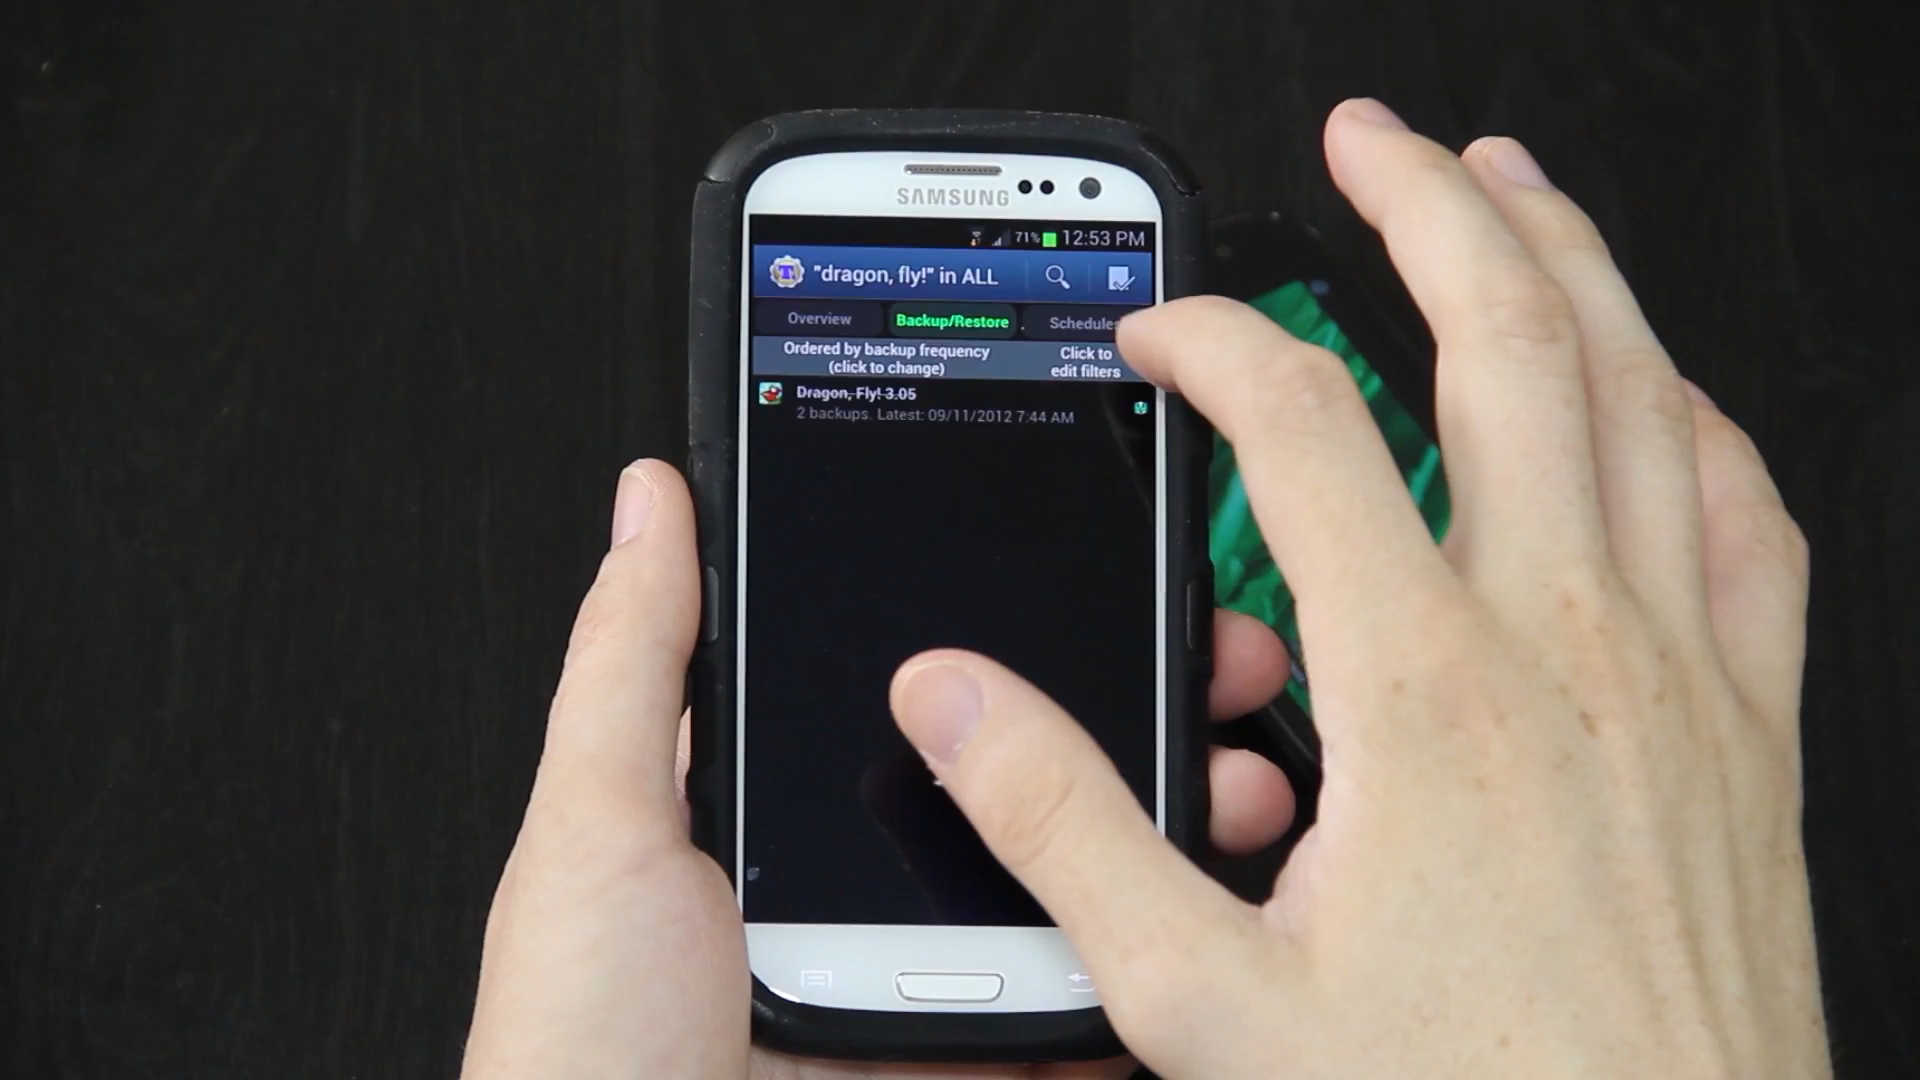 SAMSUNG
71% 12:53 PM
"dragon, fly!" in ALL
Overview
Backup/Restore
Schedules
Ordered by backup frequency
(click to change)
Click to
edit filters
Dragon, Fly! 3.05
2 backups. Latest: 09/11/2012 7:44 AM